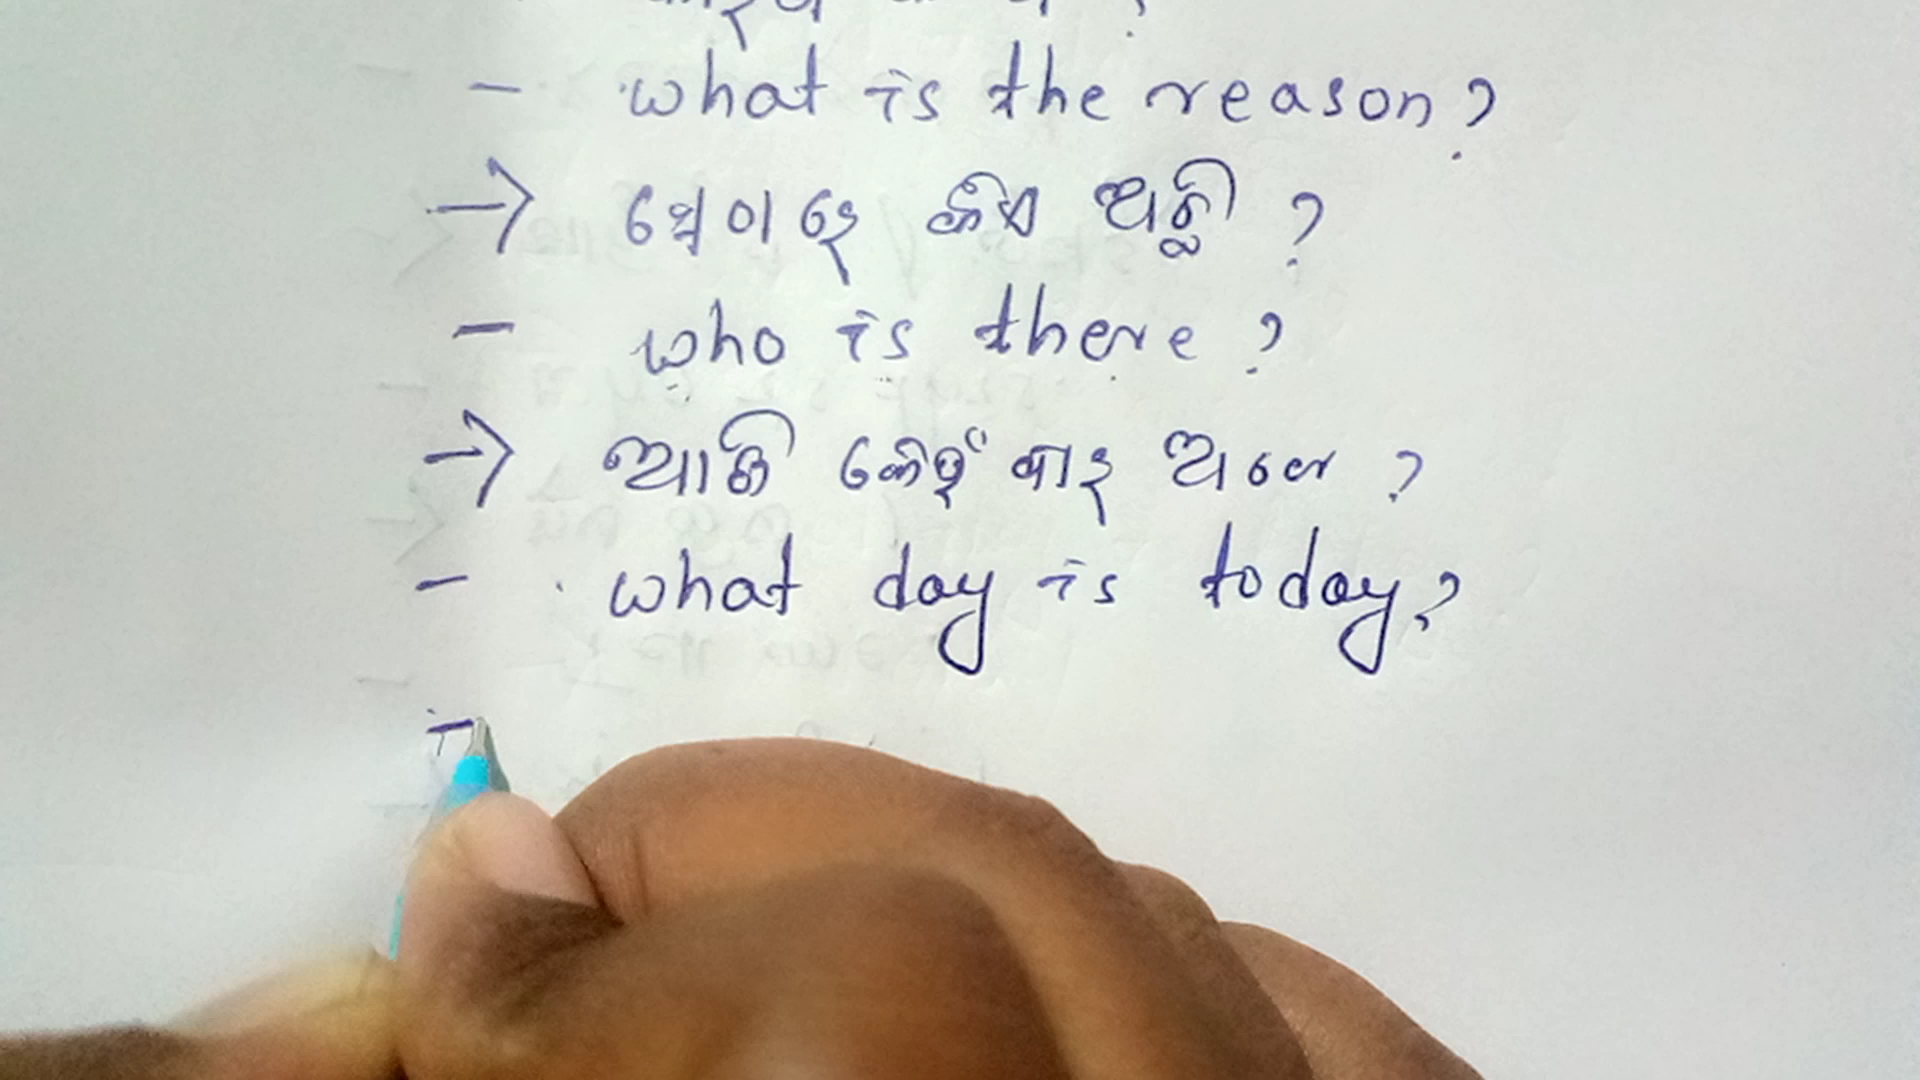 - what is the reason?
→ ସେଠାରେ କିଏ ଅଛି ?
- who is there ?
→ ଆଜି କେଉଁ ବାର ଅଟେ ?
- what day is today?
-